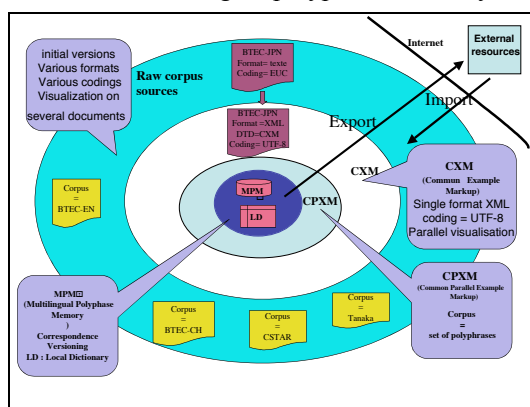 initial versions
Various formats
Various codings
Visualization on
several documents
Raw corpus
sources
BTEC-JPN
Format= texte
Coding= EUC
BTEC-JPN
Format =XML
DTD=CXM
Coding= UTF-8
Internet
External
resources
Export
Import
MPM
LD
CPXM
CXM
CXM
(Commun Example
Markup)
Single format XML
coding = UTF-8
Parallel visualisation
CPXM
(Common Parallel Example
Markup)
Corpus
=
set of polyphrases
Corpus
=
BTEC-EN
MPM
(Multilingual Polyphase
Memory
)
Correspondence
Versioning
LD : Local Dictionary
Corpus
=
BTEC-CH
Corpus
=
CSTAR
Corpus
=
Tanaka